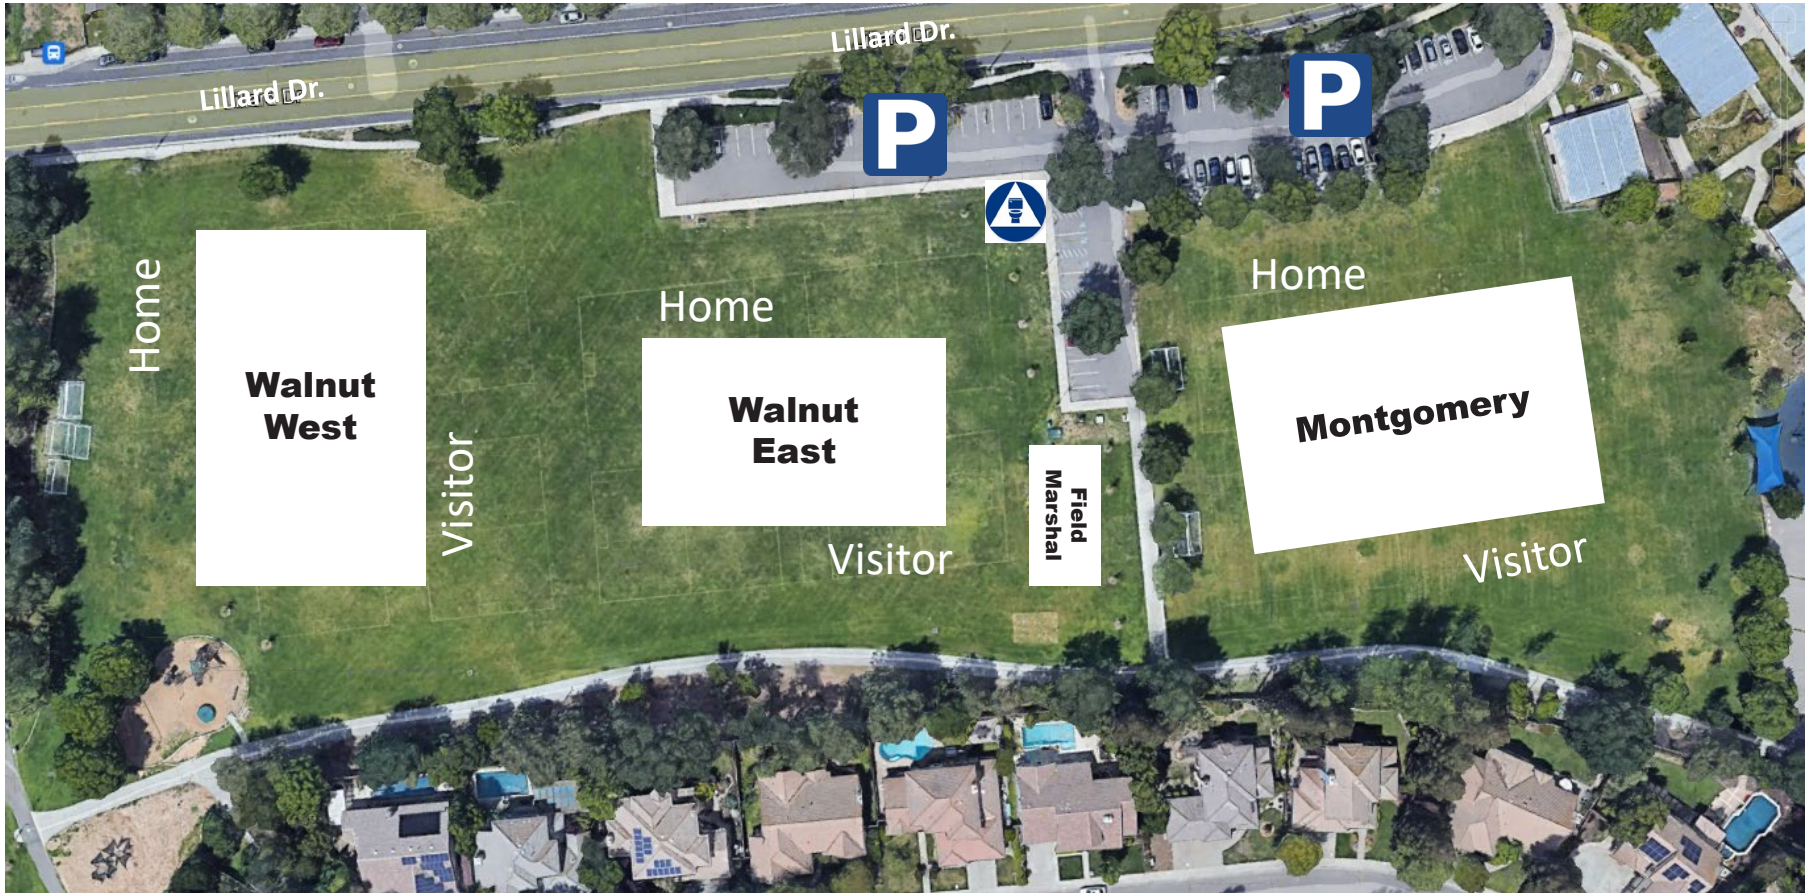 Lillard Dr.
Lillard Dr.
P
P
Home
Home
Home
Walnut
West
Walnut
East
Montgomery
Field
Marshal
Visitor
Visitor
Visitor